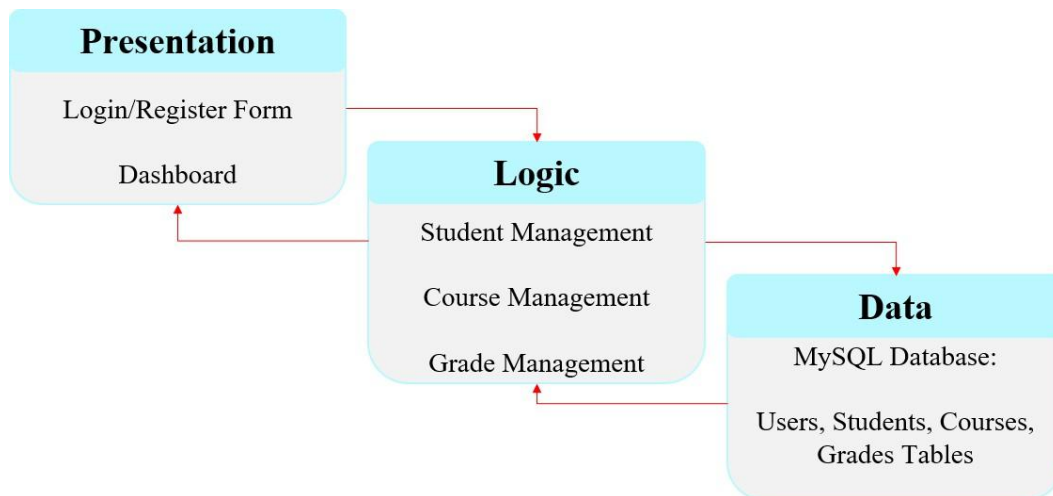 Presentation
Login/Register Form
Dashboard
Logic
Student Management
Course Management
Grade Management
Data
MySQL Database:
Users, Students, Courses,
Grades Tables